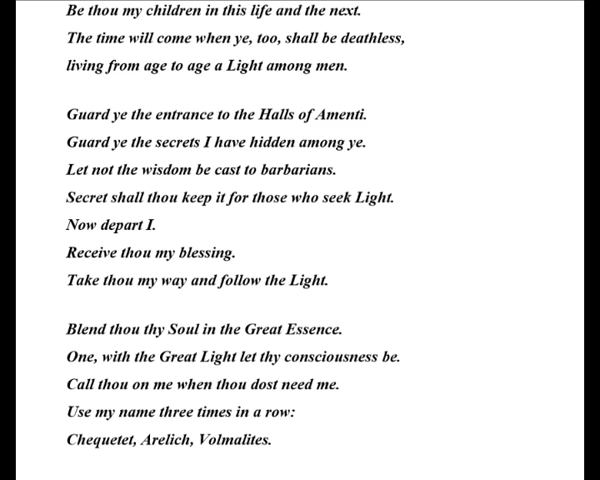 Be thou my children in this life and the next.
The time will come when ye, too, shall be deathless,
living from age to age a Light among men.
Guard ye the entrance to the Halls of Amenti.
Guard ye the secrets I have hidden among ye.
Let not the wisdom be cast to barbarians.
Secret shall thou keep it for those who seek Light.
Now depart I.
Receive thou my blessing.
Take thou my way and follow the Light.
Blend thou thy Soul in the Great Essence.
One, with the Great Light let thy consciousness be.
Call thou on me when thou dost need me.
Use my name three times in a row:
Chequetet, Arelich, Volmalites.